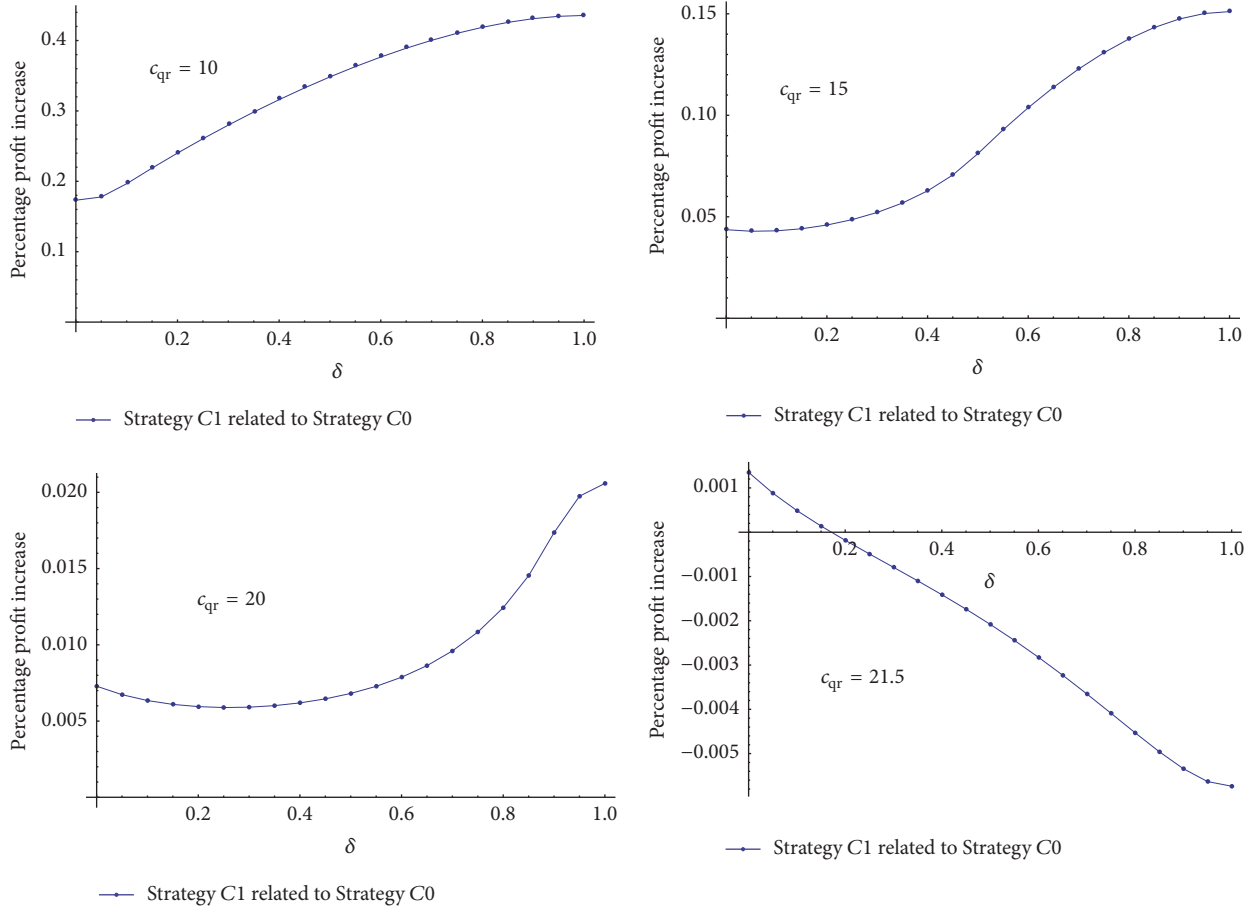 Percentage profit increase
0.4
0.3
0.2
0.1
c_qr = 10
0.2 0.4 0.6 0.8 1.0
δ
Strategy C1 related to Strategy C0
Percentage profit increase
0.15
0.10
0.05
c_qr = 15
0.2 0.4 0.6 0.8 1.0
δ
Strategy C1 related to Strategy C0
Percentage profit increase
0.020
0.015
0.010
0.005
c_qr = 20
0.2 0.4 0.6 0.8 1.0
δ
Strategy C1 related to Strategy C0
Percentage profit increase
0.001
−0.001
−0.002
−0.003
−0.004
−0.005
0.2 0.4 0.6 0.8 1.0
δ
c_qr = 21.5
Strategy C1 related to Strategy C0